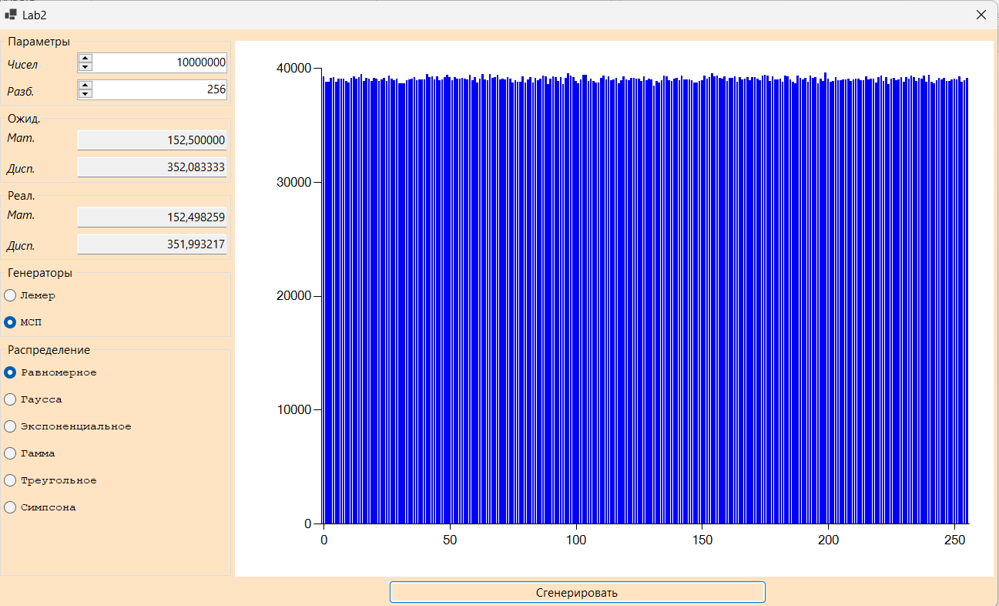 Lab2
Параметры
Чисел 10000000
Разб. 256
Ожид.
Мат. 152,500000
Дисп. 352,083333
Реал.
Мат. 152,498259
Дисп. 351,993217
Генераторы
Лемер
МСП
Распределение
Равномерное
Гаусса
Экспоненциальное
Гамма
Треугольное
Симпсона
40000
30000
20000
10000
0
0 50 100 150 200 250
Сгенерировать